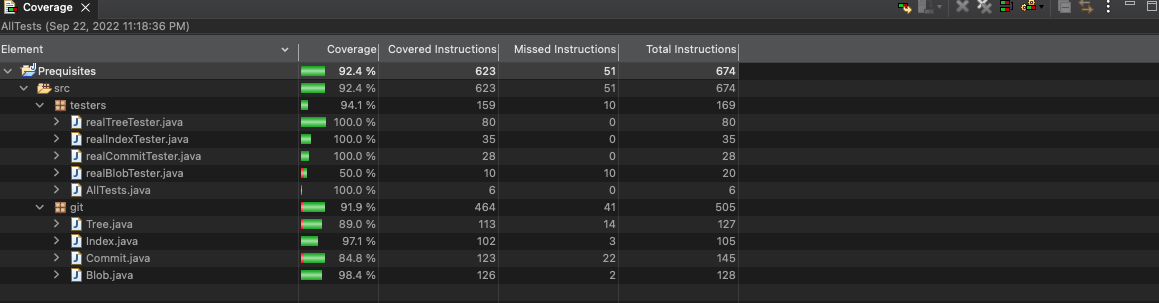 Coverage
AllTests (Sep 22, 2022 11:18:36 PM)
Element Coverage Covered Instructions Missed Instructions Total Instructions
Prequisites 92.4 % 623 51 674
src 92.4 % 623 51 674
testers 94.1 % 159 10 169
realTreeTester.java 100.0 % 80 0 80
realIndexTester.java 100.0 % 35 0 35
realCommitTester.java 100.0 % 28 0 28
realBlobTester.java 50.0 % 10 10 20
AllTests.java 100.0 % 6 0 6
git 91.9 % 464 41 505
Tree.java 89.0 % 113 14 127
Index.java 97.1 % 102 3 105
Commit.java 84.8 % 123 22 145
Blob.java 98.4 % 126 2 128